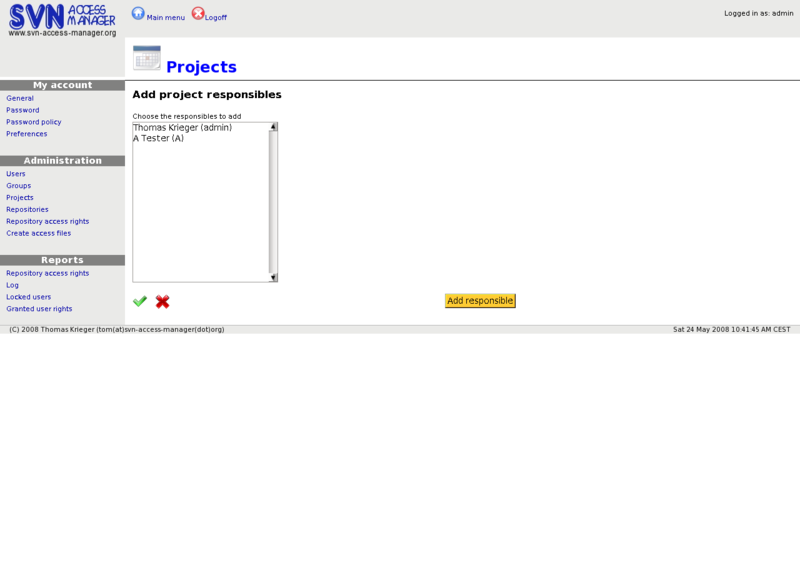 SVN ACCESS MANAGER
www.svn-access-manager.org
Main menu
Logoff
Logged in as: admin
Projects
My account
General
Password
Password policy
Preferences
Administration
Users
Groups
Projects
Repositories
Repository access rights
Create access files
Reports
Repository access rights
Log
Locked users
Granted user rights
Add project responsibles
Choose the responsibles to add
Thomas Krieger (admin)
A Tester (A)
Add responsible
(C) 2008 Thomas Krieger (tom(at)svn-access-manager(dot)org)
Sat 24 May 2008 10:41:45 AM CEST